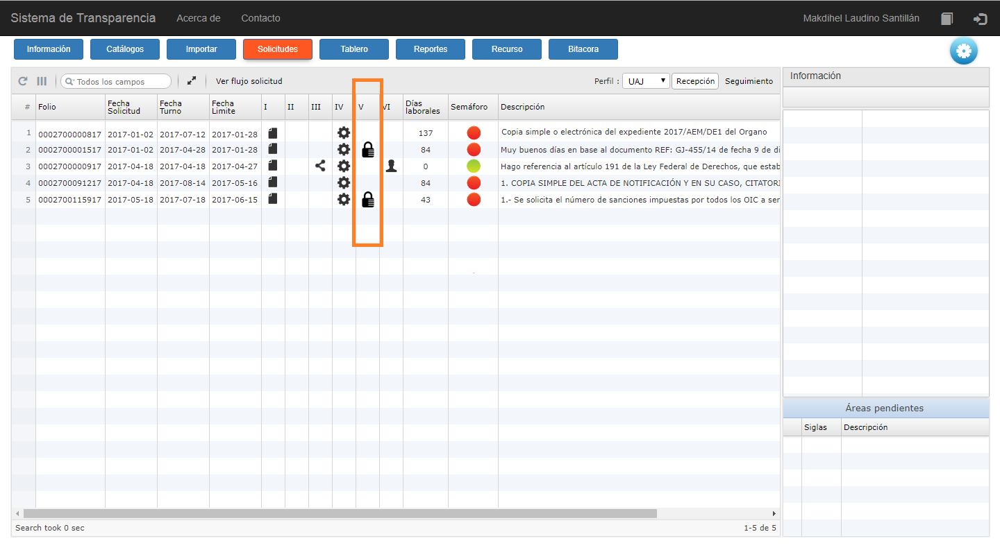 Sistema de Transparencia Acerca de Contacto Makdihel Laudino Santillán
Información Catálogos Importar Solicitudes Tablero Reportes Recurso Bitacora
Todos los campos Ver flujo solicitud Perfil : UAJ Recepción Seguimiento
Información
# Folio Fecha Solicitud Fecha Turno Fecha Limite I II III IV V VI Días laborales Semáforo Descripción
1 0002700000817 2017-01-02 2017-07-12 2017-01-28 137 Copia simple o electrónica del expediente 2017/AEM/DE1 del Organo
2 0002700001517 2017-01-02 2017-04-28 2017-01-28 84 Muy buenos días en base al documento REF: GJ-455/14 de fecha 9 de di
3 0002700000917 2017-04-18 2017-04-18 2017-04-27 0 Hago referencia al artículo 191 de la Ley Federal de Derechos, que estab
4 0002700091217 2017-04-18 2017-08-14 2017-05-16 84 1. COPIA SIMPLE DEL ACTA DE NOTIFICACIÓN Y EN SU CASO, CITATORI
5 0002700115917 2017-05-18 2017-07-18 2017-06-15 43 1.- Se solicita el número de sanciones impuestas por todos los OIC a ser
Áreas pendientes
Siglas Descripción
Search took 0 sec 1-5 de 5